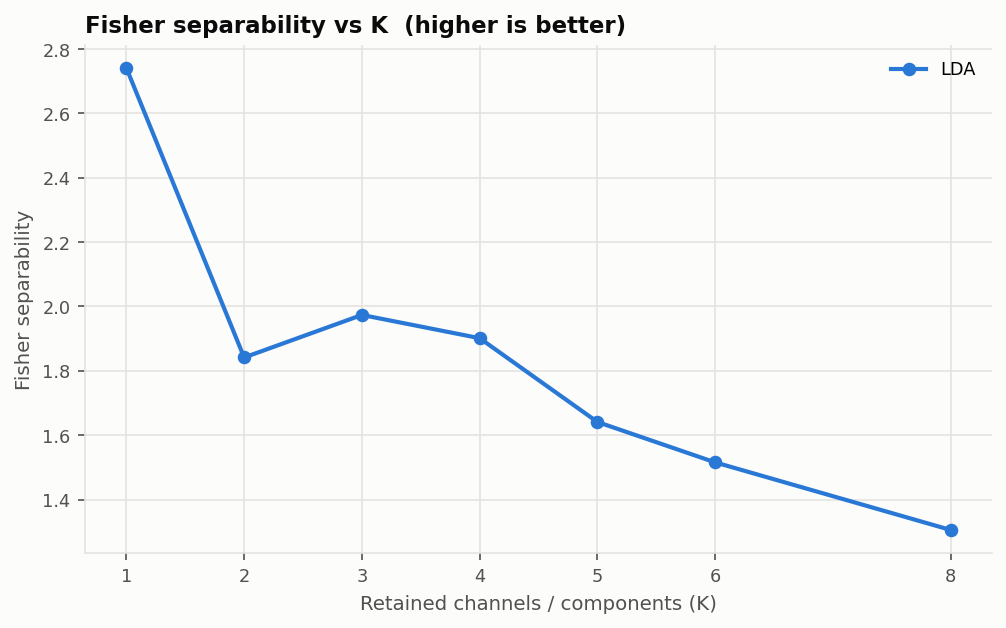 Fisher separability vs K  (higher is better)
LDA
Fisher separability
2.8
2.6
2.4
2.2
2.0
1.8
1.6
1.4
1 2 3 4 5 6 8
Retained channels / components (K)